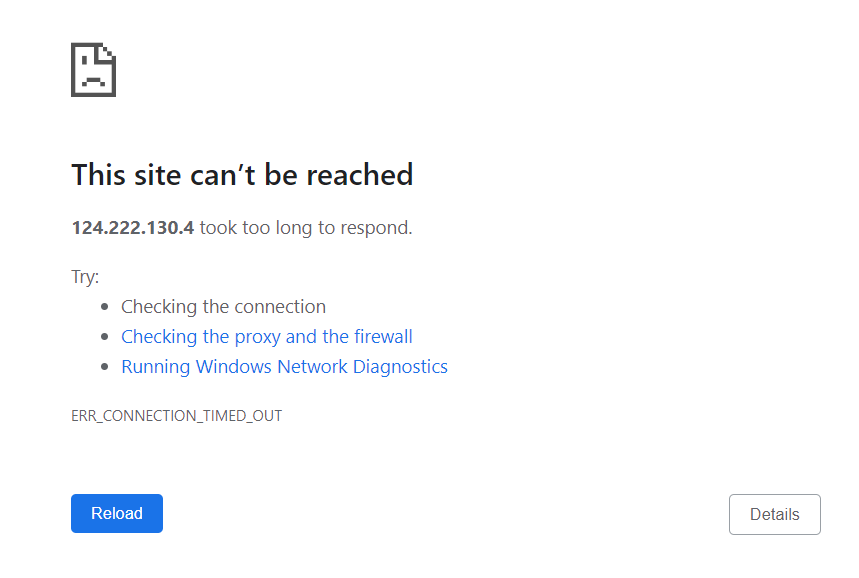 This site can’t be reached
124.222.130.4 took too long to respond.
Try:
Checking the connection
Checking the proxy and the firewall
Running Windows Network Diagnostics
ERR_CONNECTION_TIMED_OUT
Reload
Details